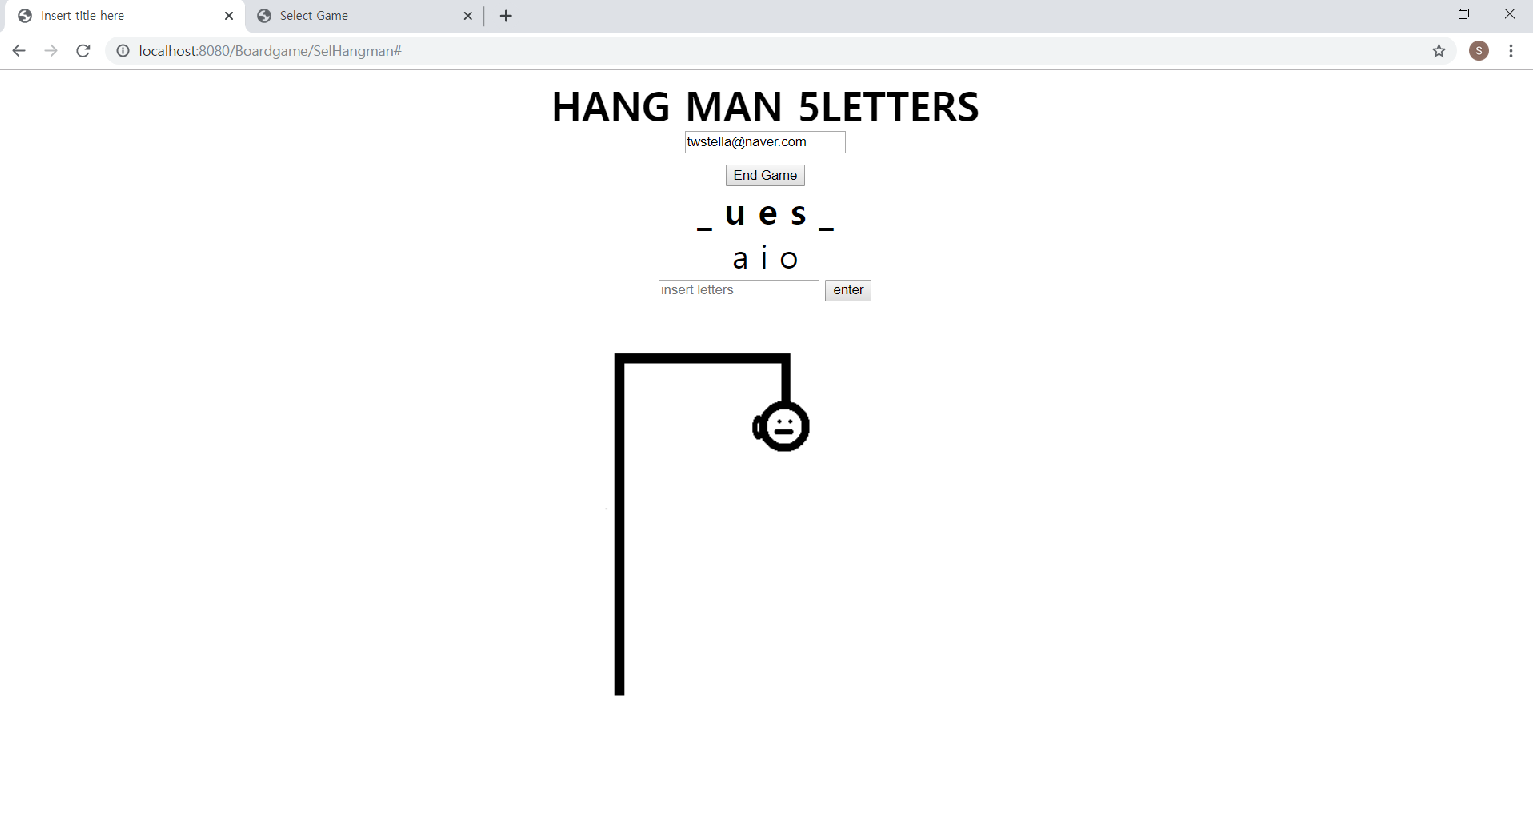 Insert title here
Select Game
localhost:8080/Boardgame/SelHangman#
S
HANG MAN 5LETTERS
twstella@naver.com
End Game
_ u e s _
a i o
insert letters enter